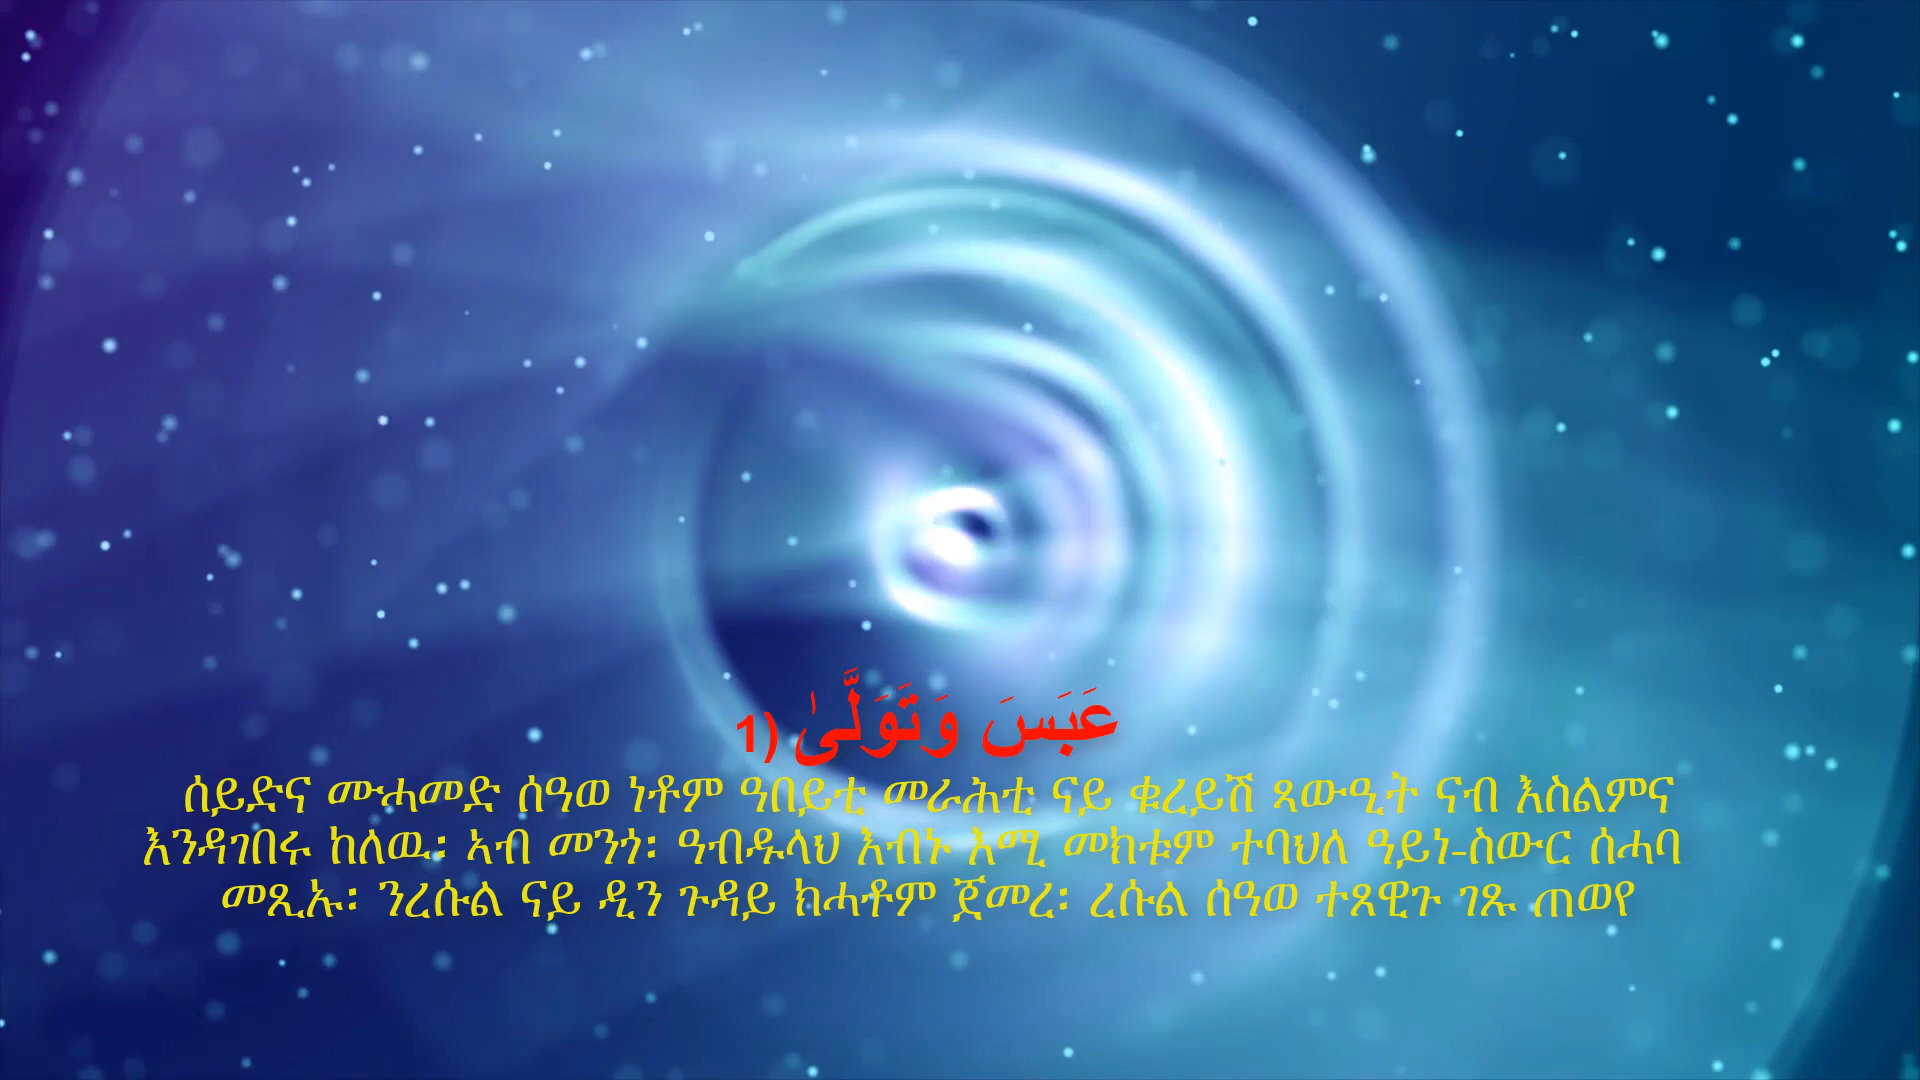 1) عَبَسَ وَتَوَلَّىٰ
ሰይድና ሙሓመድ ሰዓወ ነቶም ዓበይቲ መራሕቲ ናይ ቁረይሽ ጻውዒት ናብ እስልምና
እንዳገበሩ ከለዉ፡ ኣብ መንጎ፡ ዓብዱላህ እብኑ እሚ መክቱም ተባህለ ዓይነ-ስውር ሰሓባ
መጺኡ፡ ንረሱል ናይ ዲን ጉዳይ ክሓቶም ጀመረ፡ ረሱል ሰዓወ ተጸዊጉ ገጹ ጠወየ